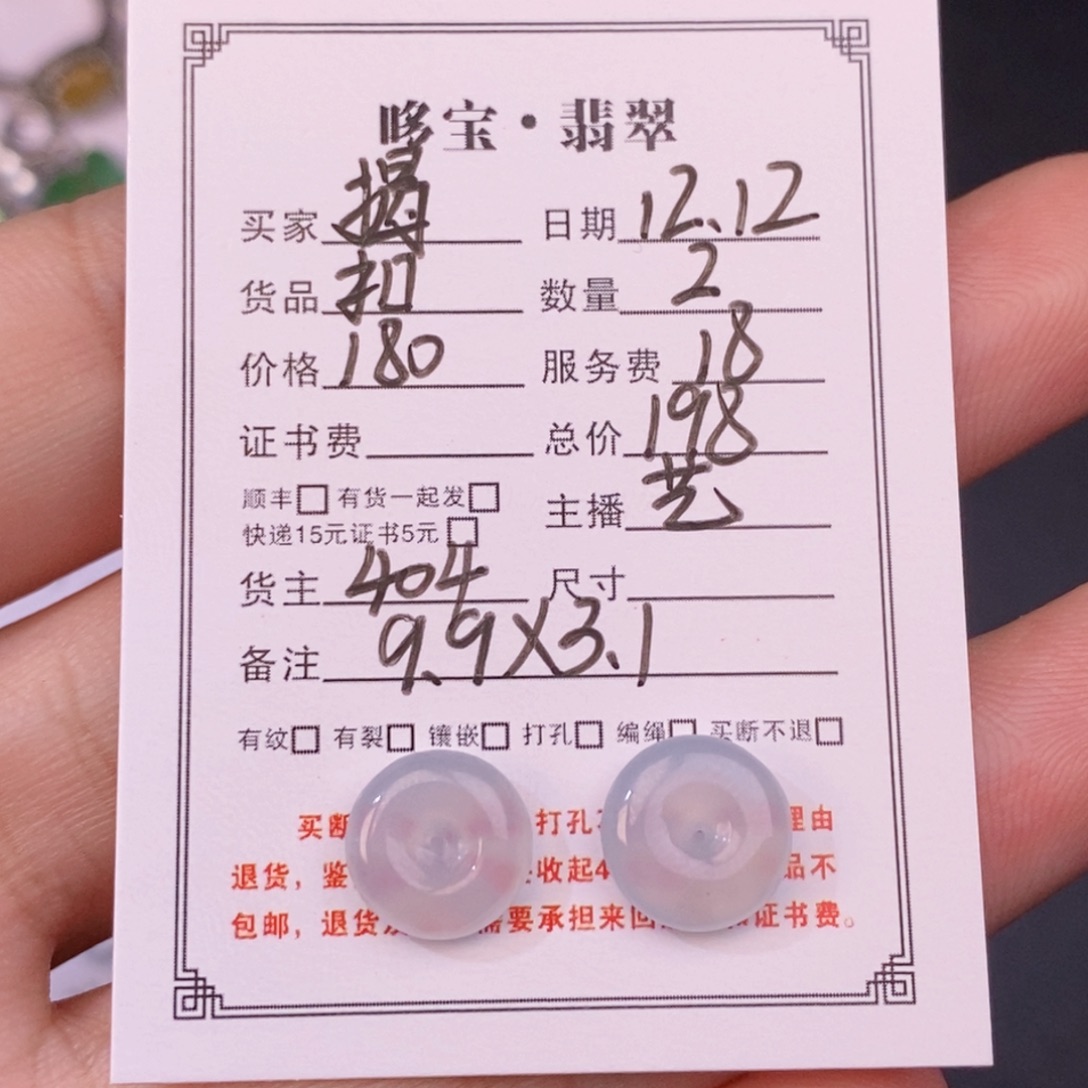 哆宝·翡翠
买家 日期 12.12
货品 扣 数量 2
价格 180 服务费 18
证书费 总价 198
顺丰□ 有货一起发□
快递15元证书5元□
主播 艺
货主 404 尺寸
备注 9.9X3.1
有纹□ 有裂□ 镶嵌□ 打孔□ 编绳□ 买断不退□
买断 打孔 理由
退货，鉴 收起4 品不
包邮，退货 需要承担来回 证书费。